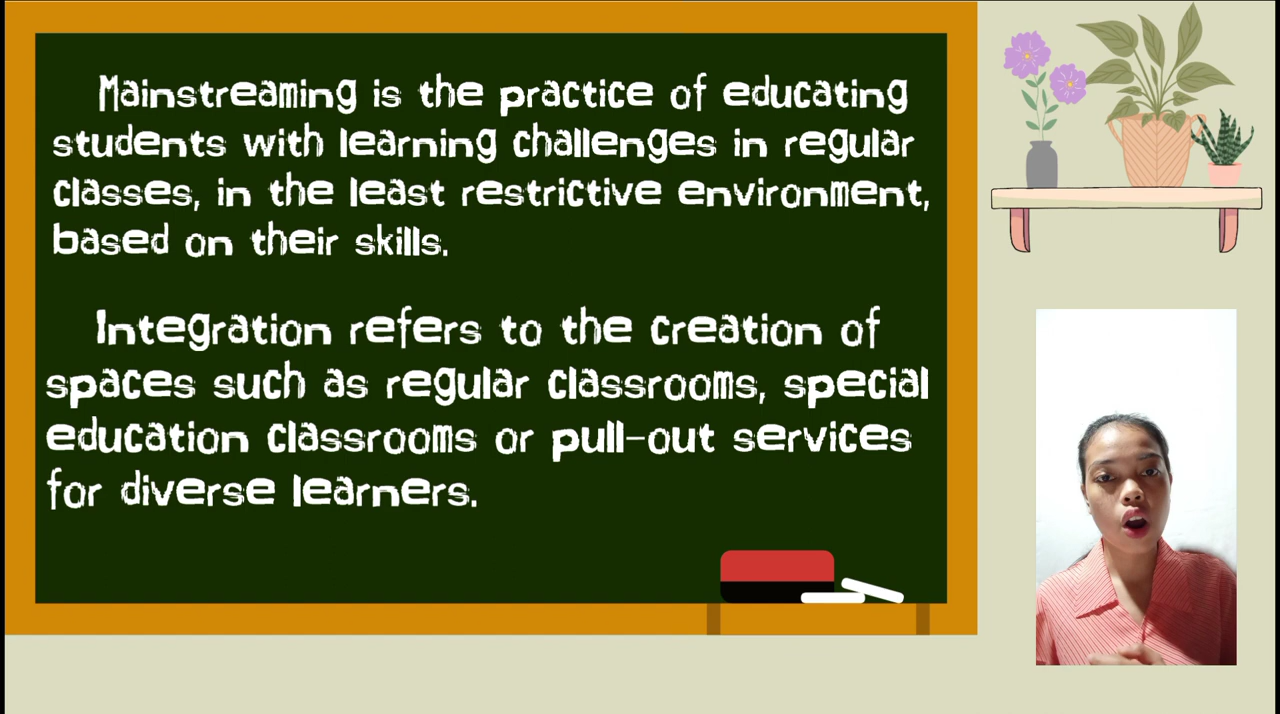 Mainstreaming is the practice of educating
students with learning challenges in regular
classes, in the least restrictive environment,
based on their skills.
Integration refers to the creation of
spaces such as regular classrooms, special
education classrooms or pull-out services
for diverse learners.